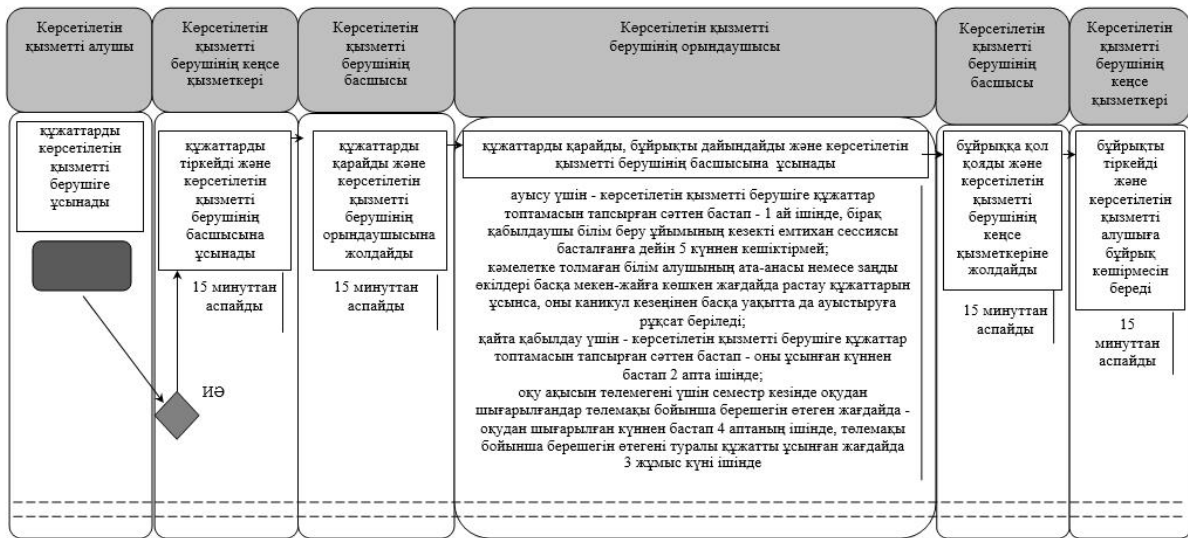 Көрсетілетін
қызметті алушы
Көрсетілетін
қызметті
берушінің кеңсе
қызметкері
Көрсетілетін
қызметті
берушінің
басшысы
Көрсетілетін қызметті
берушінің орындаушысы
Көрсетілетін
қызметті
берушінің
басшысы
Көрсетілетін
қызметті
берушінің
кеңсе
қызметкері
құжаттарды
көрсетілетін
қызметті
берушіге
ұсынады
құжаттарды
тіркейді және
көрсетілетін
қызметті
берушінің
басшысына
ұсынады
15 минуттан
аспайды
ИӘ
құжаттарды
қарайды және
көрсетілетін
қызметті
берушінің
орындаушысына
жолдайды
15 минуттан
аспайды
құжаттарды қарайды, бұйрықты дайындайды және көрсетілетін
қызметті берушінің басшысына ұсынады
ауысу үшін - көрсетілетін қызметті берушіге құжаттар
топтамасын тапсырған сәттен бастап - 1 ай ішінде, бірақ
қабылдаушы білім беру ұйымының кезекті емтихан сессиясы
басталғанға дейін 5 күннен кешіктірмей;
кәмелетке толмаған білім алушының ата-анасы немесе заңды
өкілдері басқа мекен-жайға көшкен жағдайда растау құжаттарын
ұсынса, оны каникул кезеңінен басқа уақытта да ауыстыруға
рұқсат беріледі;
қайта қабылдау үшін - көрсетілетін қызметті берушіге құжаттар
топтамасын тапсырған сәттен бастап - оны ұсынған күннен
бастап 2 апта ішінде;
оқу ақысын төлемегені үшін семестр кезінде оқудан
шығарылғандар төлемақы бойынша берешегін өтеген жағдайда -
оқудан шығарылған күннен бастап 4 аптаның ішінде, төлемақы
бойынша берешегін өтегені туралы құжатты ұсынған жағдайда
3 жұмыс күні ішінде
бұйрыққа қол
қояды және
көрсетілетін
қызметті
берушінің
кеңсе
қызметкеріне
жолдайды
15 минуттан
аспайды
бұйрықты
тіркейді
және
көрсетілетін
қызметті
алушыға
бұйрық
көшірмесін
береді
15
минуттан
аспайды